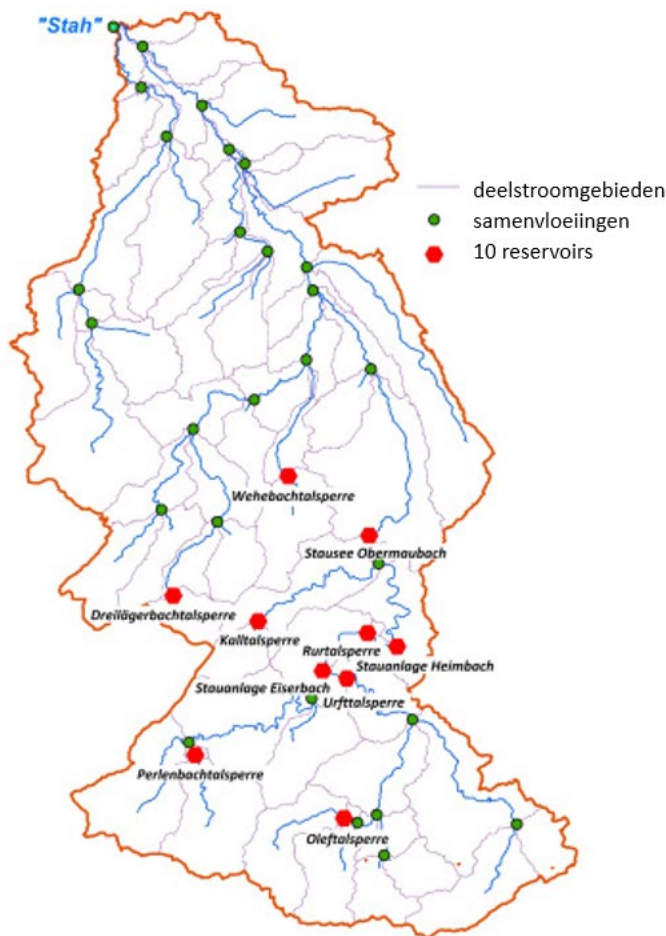 "Stah"
deelstroomgebieden
samenvloeiingen
10 reservoirs
Wehebachtalsperre
Stausee Obermaubach
Dreilägerbachtalsperre
Kalltalsperre
Rurtalsperre
Stauanlage Heimbach
Stauanlage Eiserbach
Urfttalsperre
Perlenbachtalsperre
Oleftalsperre